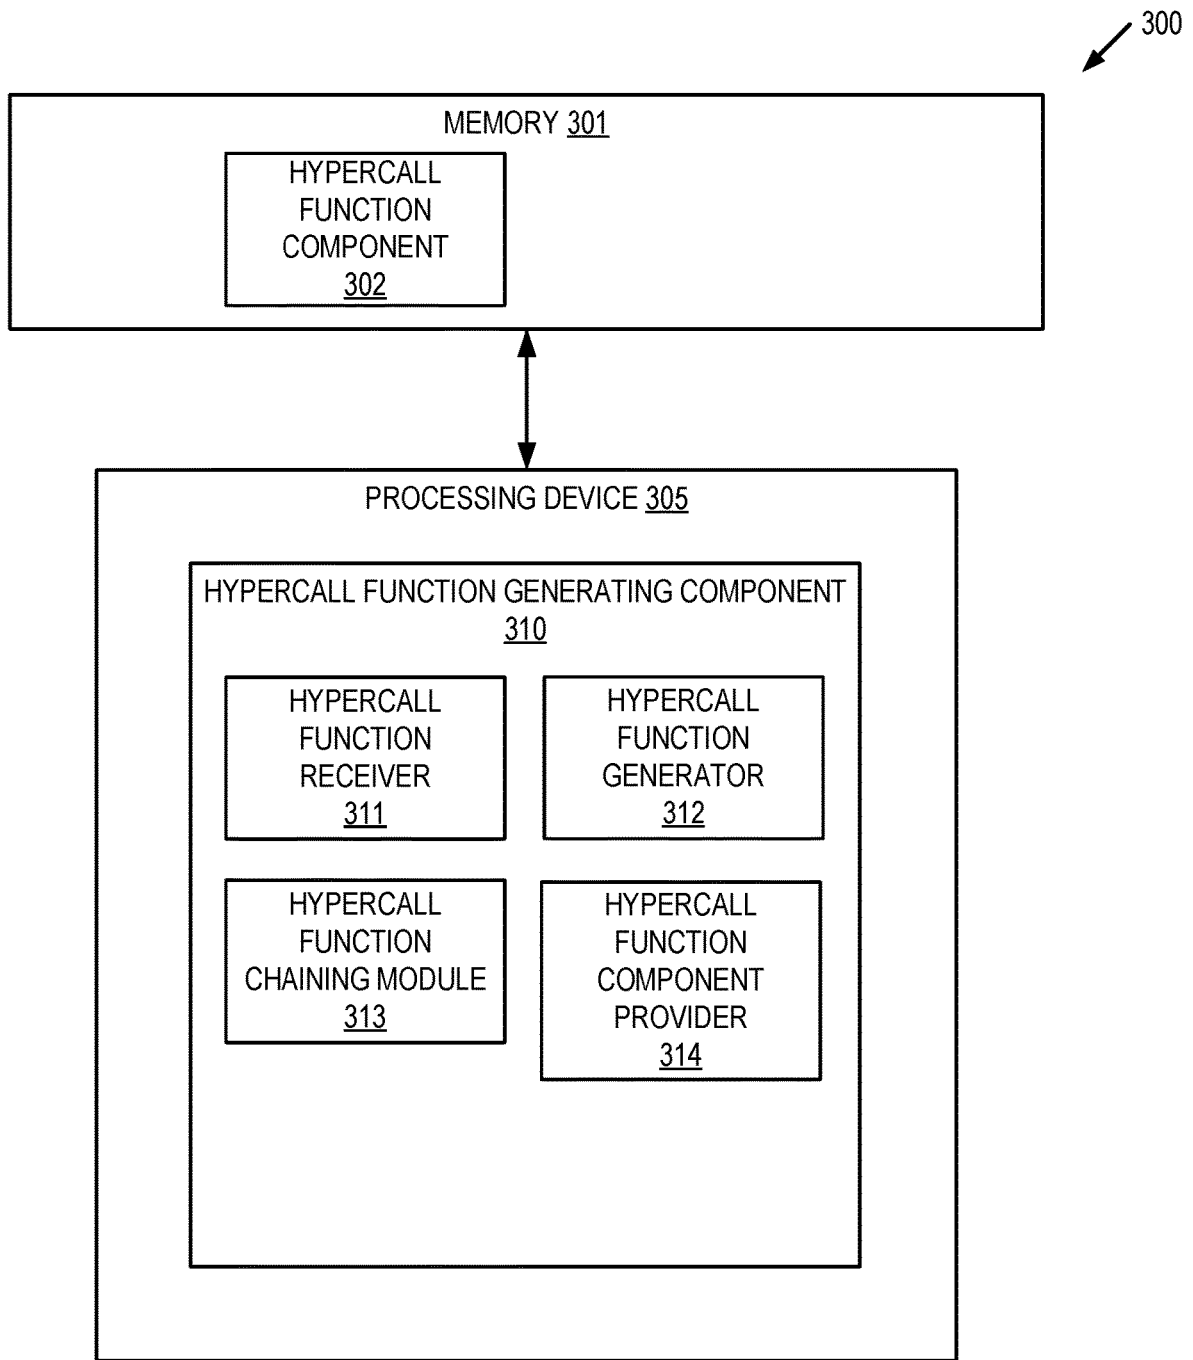 300
MEMORY 301
HYPERCALL
FUNCTION
COMPONENT
302
PROCESSING DEVICE 305
HYPERCALL FUNCTION GENERATING COMPONENT
310
HYPERCALL
FUNCTION
RECEIVER
311
HYPERCALL
FUNCTION
GENERATOR
312
HYPERCALL
FUNCTION
CHAINING MODULE
313
HYPERCALL
FUNCTION
COMPONENT
PROVIDER
314